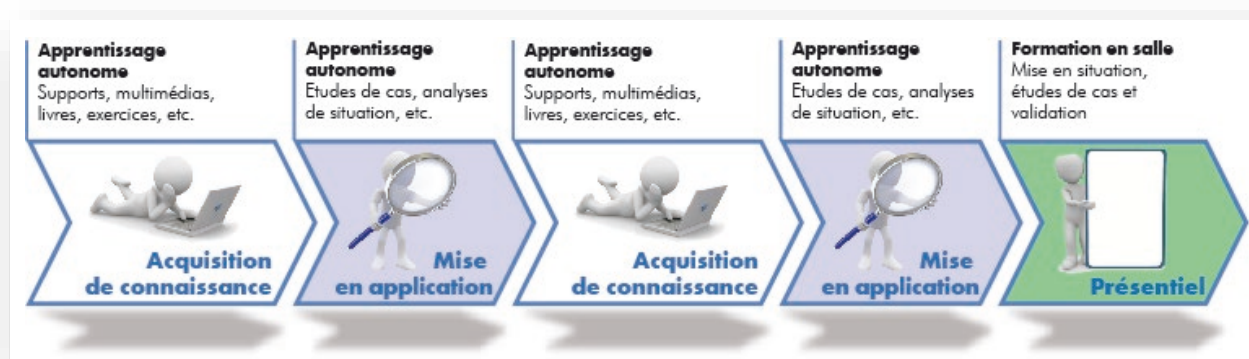 Apprentissage
autonome
Supports, multimédias,
livres, exercices, etc.
Acquisition
de connaissance
Apprentissage
autonome
Etudes de cas, analyses
de situation, etc.
Mise
en application
Apprentissage
autonome
Supports, multimédias,
livres, exercices, etc.
Acquisition
de connaissance
Apprentissage
autonome
Etudes de cas, analyses
de situation, etc.
Mise
en application
Formation en salle
Mise en situation,
études de cas et
validation
Présentiel